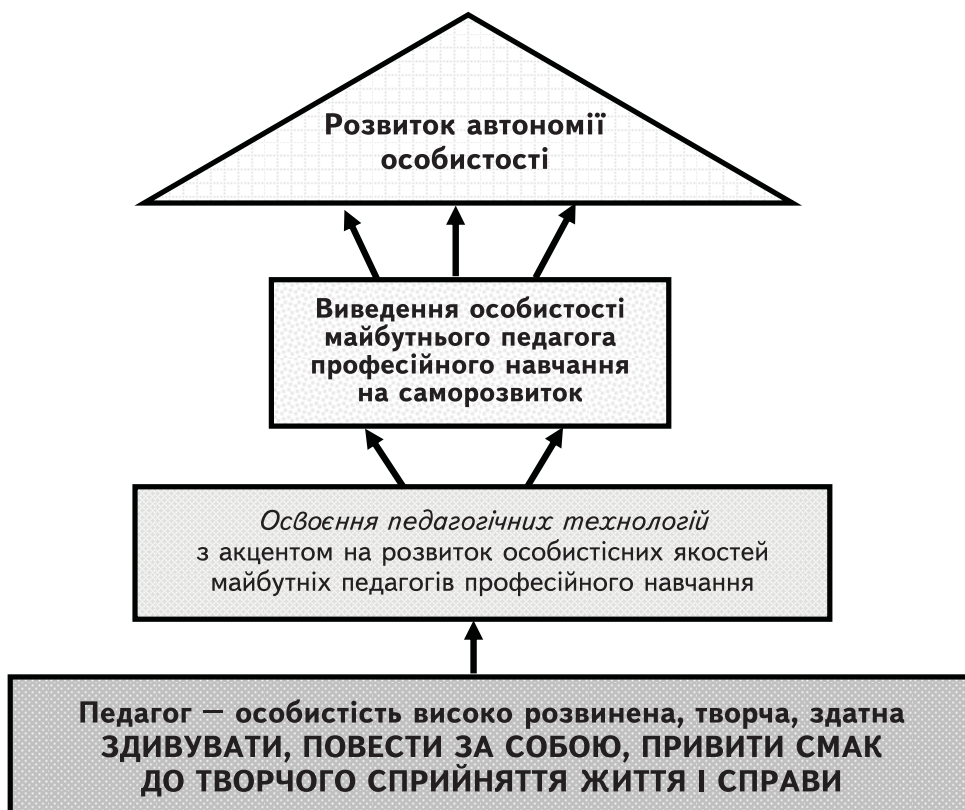 Розвиток автономії
особистості
Виведення особистості
майбутнього педагога
професійного навчання
на саморозвиток
Освоєння педагогічних технологій
з акцентом на розвиток особистісних якостей
майбутніх педагогів професійного навчання
Педагог — особистість високо розвинена, творча, здатна
ЗДИВУВАТИ, ПОВЕСТИ ЗА СОБОЮ, ПРИВИТИ СМАК
ДО ТВОРЧОГО СПРИЙНЯТТЯ ЖИТТЯ І СПРАВИ